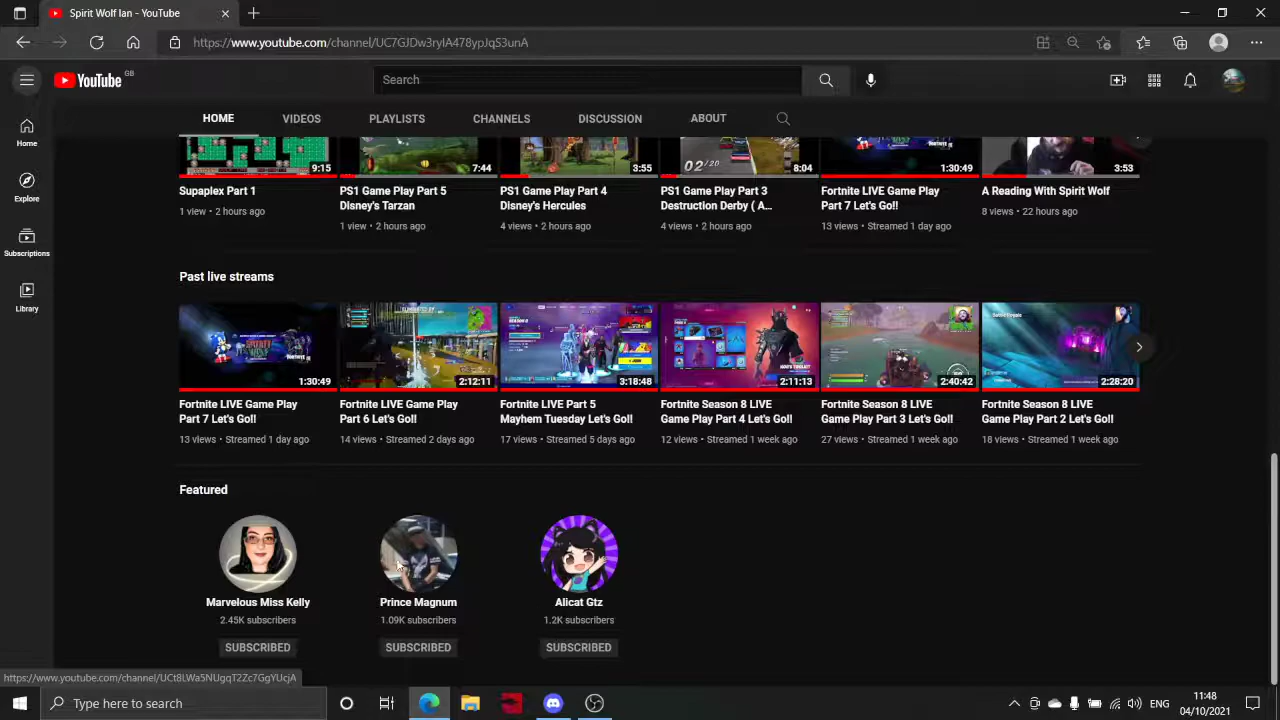 Spirit Wolf Ian - YouTube
https://www.youtube.com/channel/UC7GJDw3rylA478ypJqS3unA
YouTube GB
Search
HOME VIDEOS PLAYLISTS CHANNELS DISCUSSION ABOUT
Home
Explore
Subscriptions
Library
9:15 7:44 3:55 02/20 8:04 1:30:49 3:53
Supaplex Part 1
1 view • 2 hours ago
PS1 Game Play Part 5
Disney's Tarzan
1 view • 2 hours ago
PS1 Game Play Part 4
Disney's Hercules
4 views • 2 hours ago
PS1 Game Play Part 3
Destruction Derby ( A...
4 views • 2 hours ago
Fortnite LIVE Game Play
Part 7 Let's Go!!
13 views • Streamed 1 day ago
A Reading With Spirit Wolf
8 views • 22 hours ago
Past live streams
1:30:49 2:12:11 3:18:48 2:11:13 2:40:42 2:28:20
Fortnite LIVE Game Play
Part 7 Let's Go!!
13 views • Streamed 1 day ago
Fortnite LIVE Game Play
Part 6 Let's Go!!
14 views • Streamed 2 days ago
Fortnite LIVE Part 5
Mayhem Tuesday Let's Go!!
17 views • Streamed 5 days ago
Fortnite Season 8 LIVE
Game Play Part 4 Let's Go!!
12 views • Streamed 1 week ago
Fortnite Season 8 LIVE
Game Play Part 3 Let's Go!!
27 views • Streamed 1 week ago
Fortnite Season 8 LIVE
Game Play Part 2 Let's Go!!
18 views • Streamed 1 week ago
Featured
Marvelous Miss Kelly
2.45K subscribers
SUBSCRIBED
Prince Magnum
1.09K subscribers
SUBSCRIBED
Alicat Gtz
1.2K subscribers
SUBSCRIBED
https://www.youtube.com/channel/UCt8LWa5NUgqT2Zc7GgYUcjA
Type here to search
ENG
11:48
04/10/2021